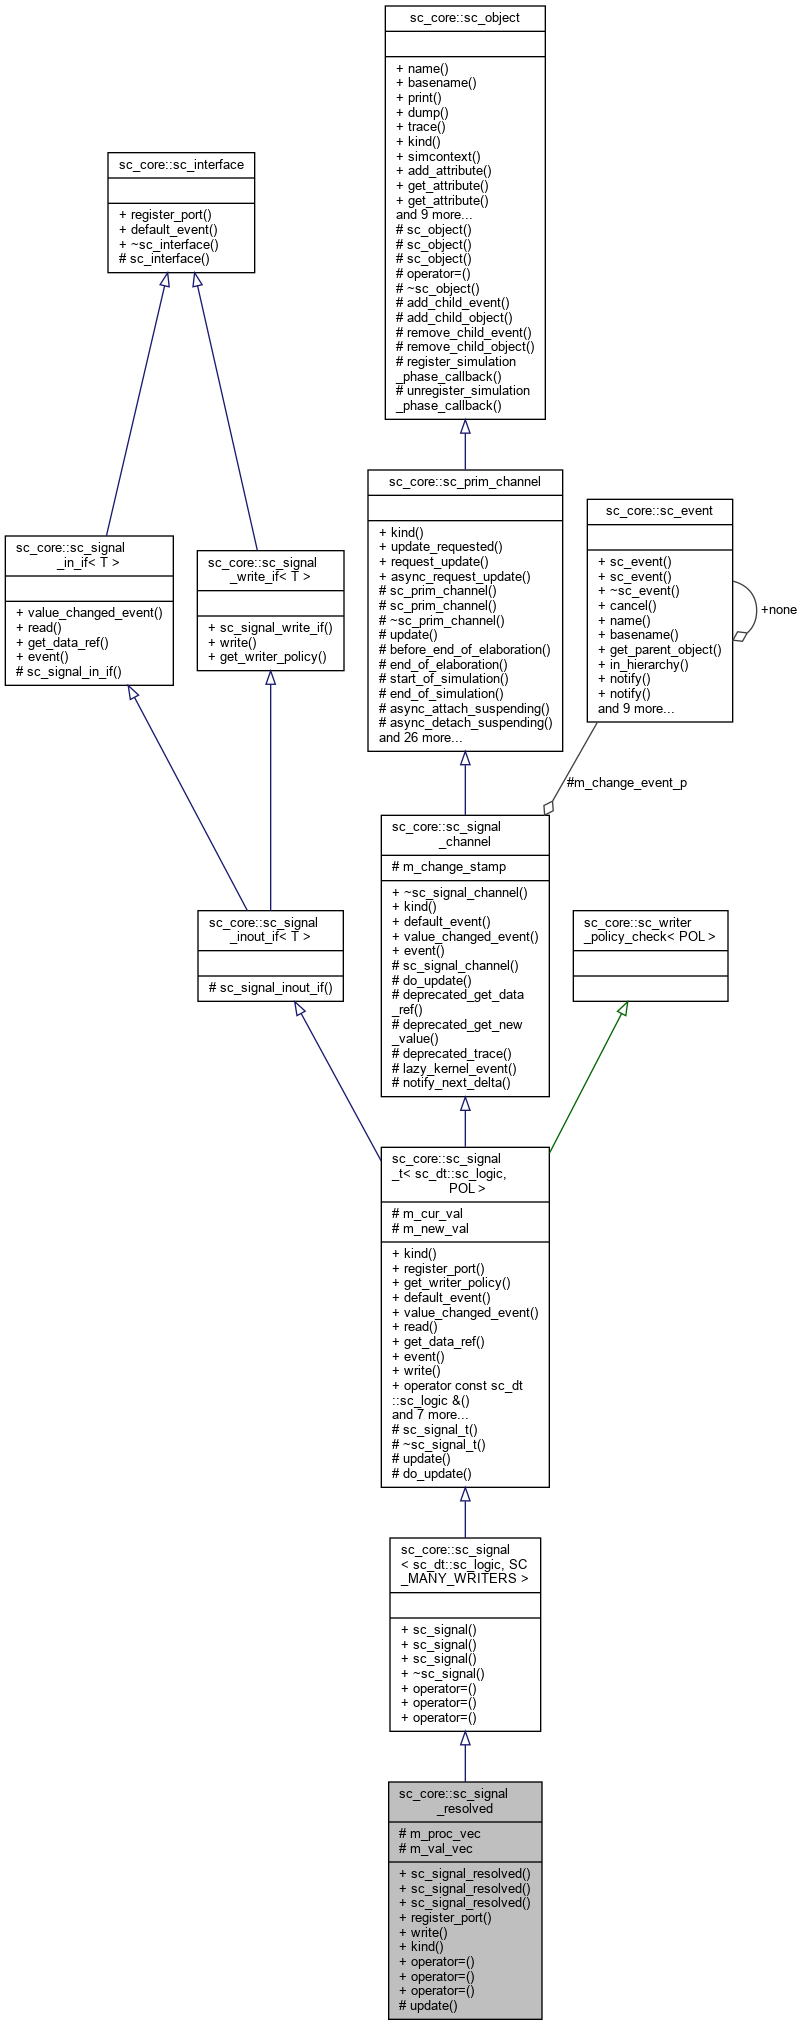 sc_core::sc_object
+ name()
+ basename()
+ print()
+ dump()
+ trace()
+ kind()
+ simcontext()
+ add_attribute()
+ get_attribute()
+ get_attribute()
and 9 more...
# sc_object()
# sc_object()
# sc_object()
# operator=()
# ~sc_object()
# add_child_event()
# add_child_object()
# remove_child_event()
# remove_child_object()
# register_simulation
_phase_callback()
# unregister_simulation
_phase_callback()
sc_core::sc_interface
+ register_port()
+ default_event()
+ ~sc_interface()
# sc_interface()
sc_core::sc_prim_channel
+ kind()
+ update_requested()
+ request_update()
+ async_request_update()
# sc_prim_channel()
# sc_prim_channel()
# ~sc_prim_channel()
# update()
# before_end_of_elaboration()
# end_of_elaboration()
# start_of_simulation()
# end_of_simulation()
# async_attach_suspending()
# async_detach_suspending()
and 26 more...
sc_core::sc_event
+ sc_event()
+ sc_event()
+ ~sc_event()
+ cancel()
+ name()
+ basename()
+ get_parent_object()
+ in_hierarchy()
+ notify()
+ notify()
and 9 more...
+none
sc_core::sc_signal
_in_if< T >
+ value_changed_event()
+ read()
+ get_data_ref()
+ event()
# sc_signal_in_if()
sc_core::sc_signal
_write_if< T >
+ sc_signal_write_if()
+ write()
+ get_writer_policy()
#m_change_event_p
sc_core::sc_signal
_channel
# m_change_stamp
+ ~sc_signal_channel()
+ kind()
+ default_event()
+ value_changed_event()
+ event()
# sc_signal_channel()
# do_update()
# deprecated_get_data
_ref()
# deprecated_get_new
_value()
# deprecated_trace()
# lazy_kernel_event()
# notify_next_delta()
sc_core::sc_signal
_inout_if< T >
# sc_signal_inout_if()
sc_core::sc_writer
_policy_check< POL >
sc_core::sc_signal
_t< sc_dt::sc_logic,
POL >
# m_cur_val
# m_new_val
+ kind()
+ register_port()
+ get_writer_policy()
+ default_event()
+ value_changed_event()
+ read()
+ get_data_ref()
+ event()
+ write()
+ operator const sc_dt
::sc_logic &()
and 7 more...
# sc_signal_t()
# ~sc_signal_t()
# update()
# do_update()
sc_core::sc_signal
< sc_dt::sc_logic, SC
_MANY_WRITERS >
+ sc_signal()
+ sc_signal()
+ sc_signal()
+ ~sc_signal()
+ operator=()
+ operator=()
+ operator=()
sc_core::sc_signal
_resolved
# m_proc_vec
# m_val_vec
+ sc_signal_resolved()
+ sc_signal_resolved()
+ sc_signal_resolved()
+ register_port()
+ write()
+ kind()
+ operator=()
+ operator=()
+ operator=()
# update()